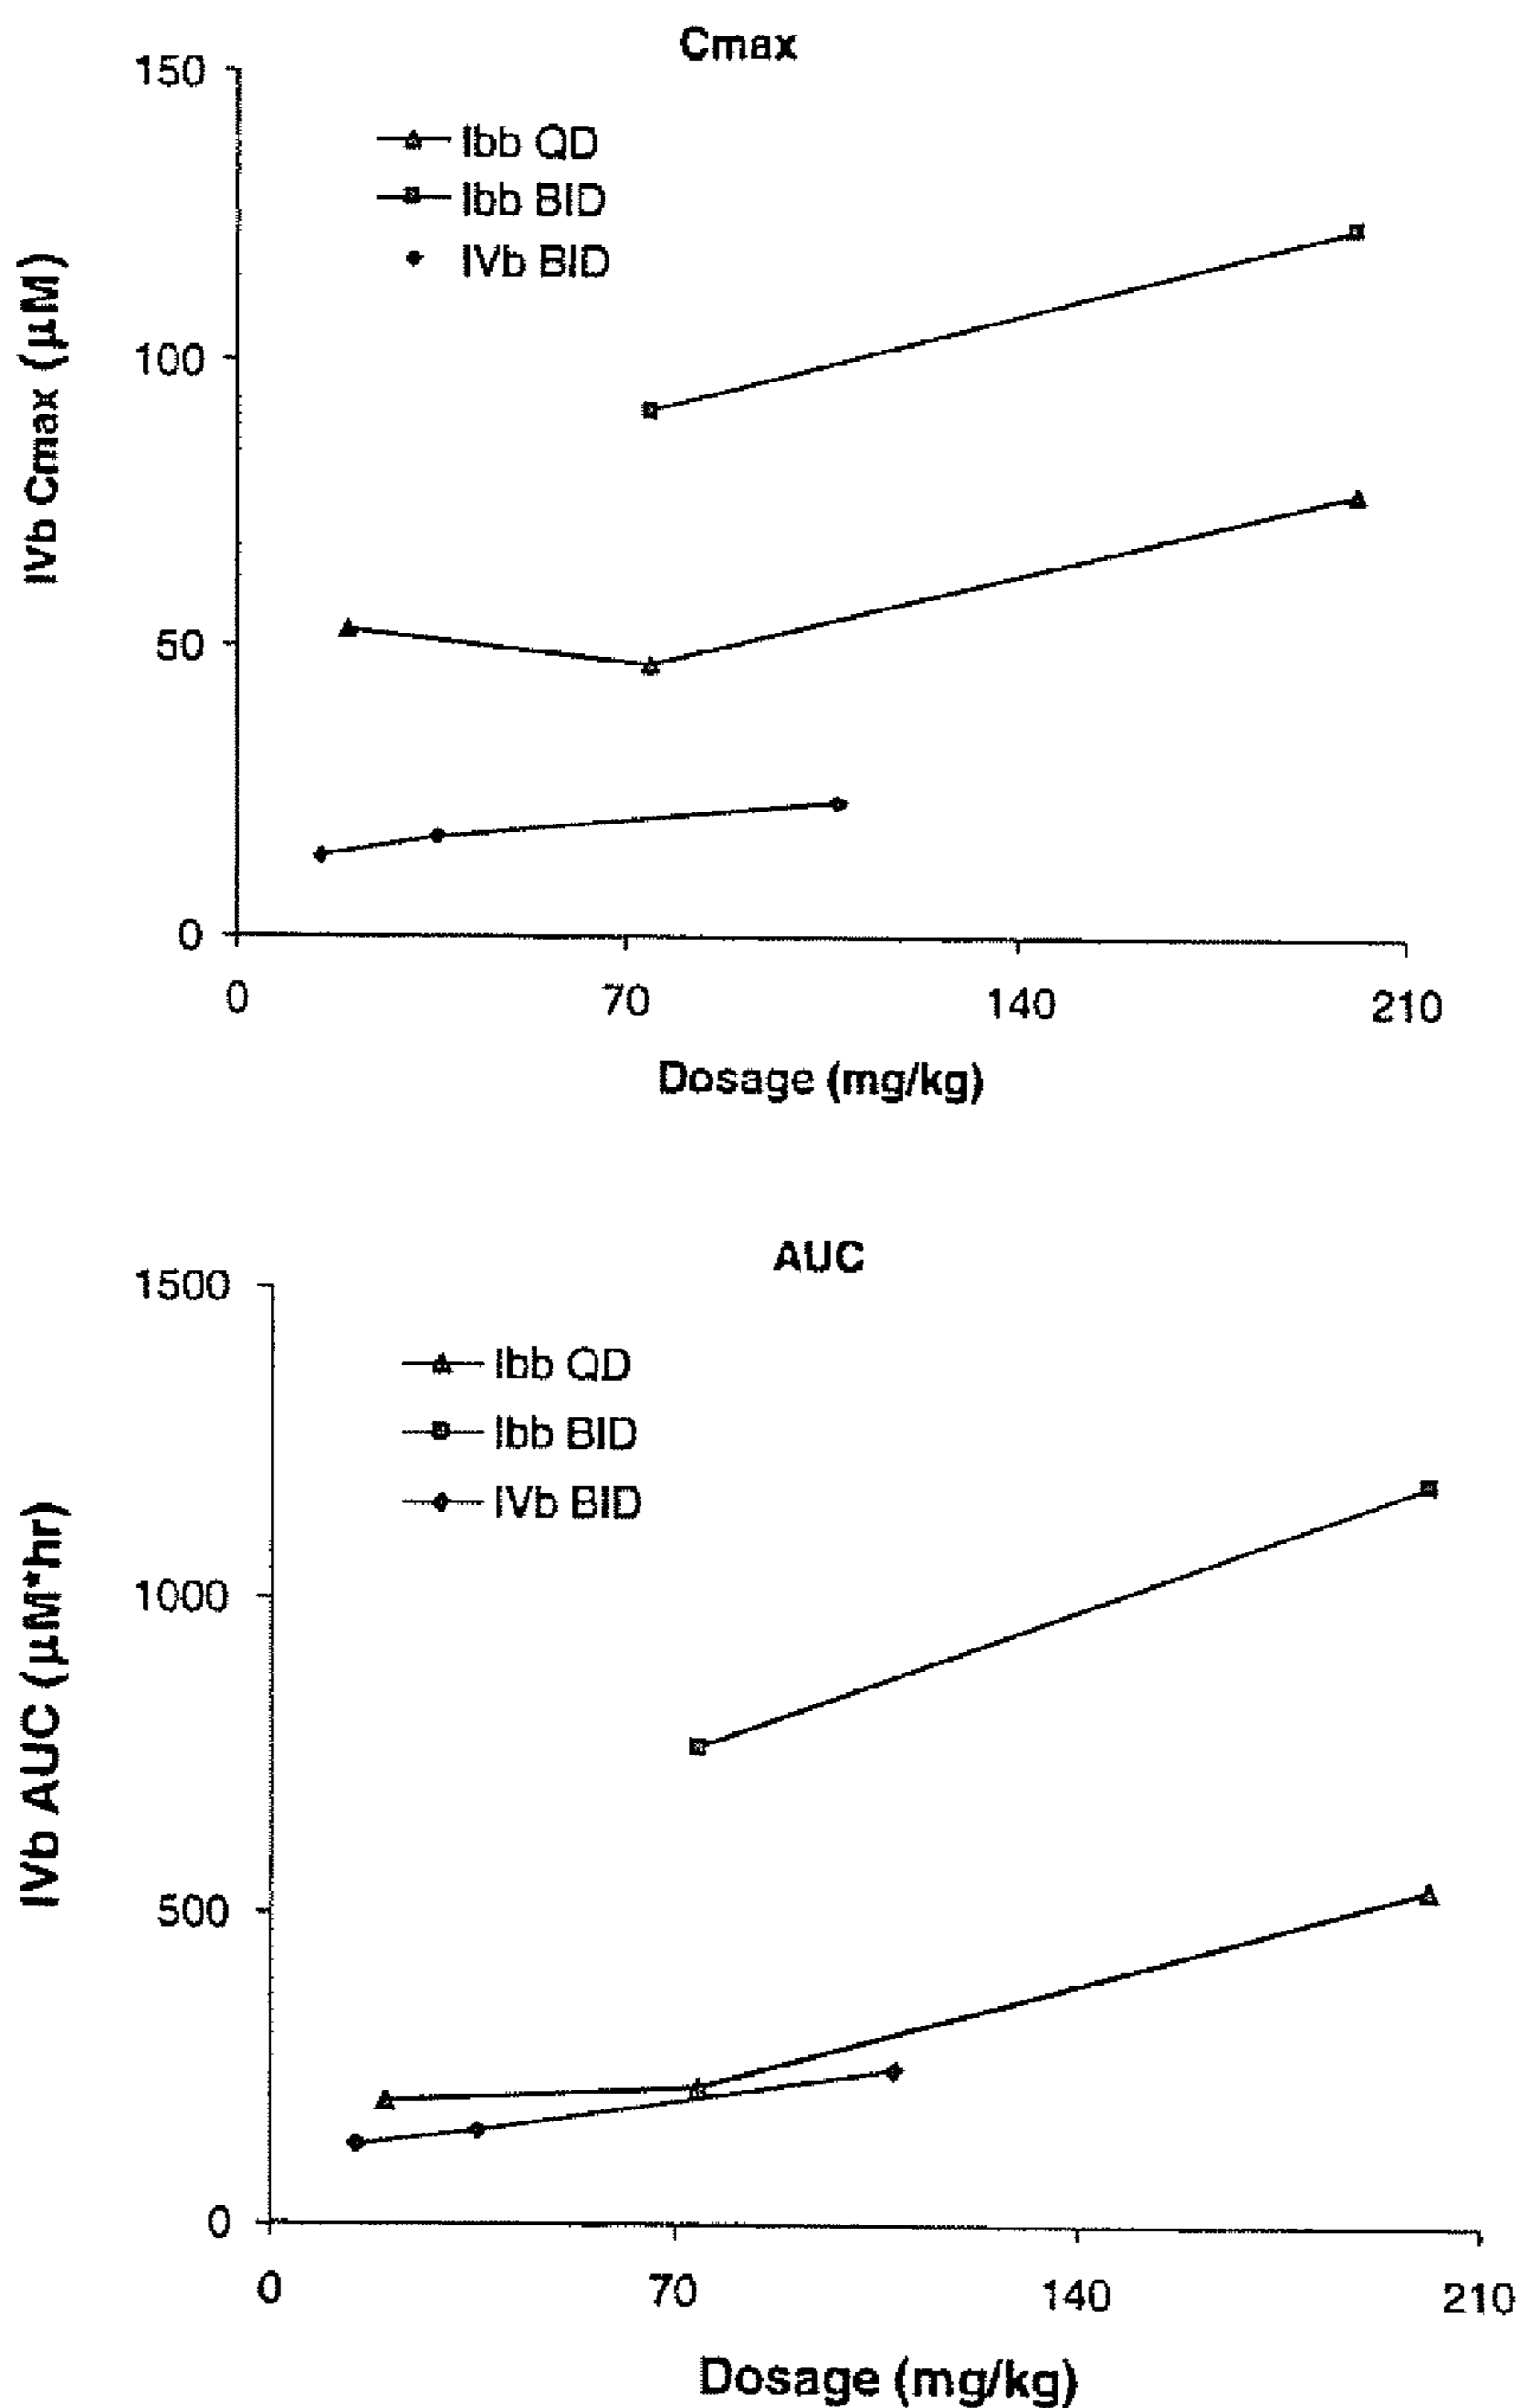 Cmax
150
Ibb QD
Ibb BID
IVb BID
100
50
0
IVb Cmax (µM)
0 70 140 210
Dosage (mg/kg)
AUC
1500
Ibb QD
Ibb BID
IVb BID
1000
500
0
IVb AUC (µM*hr)
0 70 140 210
Dosage (mg/kg)